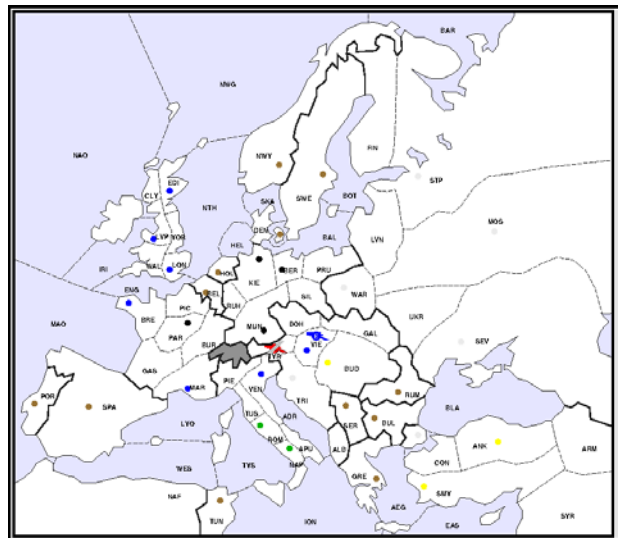 BAR
NWG
NAO
FIN
NWY
STP
SWE
EDI
CLY
SKA
BOT
NTH
MOS
DEN
LVP YOR
BAL
LVN
HEL
IRI
WAL LON
HOL
KIE
BER PRU
ENG
BEL
WAR
RUH
SIL
PIC
UKR
MAO
BRE
BOH
GAL
PAR
MUN
SEV
BUR
VIE
TYR
BUD
GAS
PIE
VEN
MAR
TRI
RUM
POR
SPA
TUS
ADR
SER
BUL
BLA
LYO
ROM
APU
ANK
ARM
ALB
CON
WES
TYS
NAP
GRE
SMY
NAF
TUN
ION
AEG
EAS
SYR